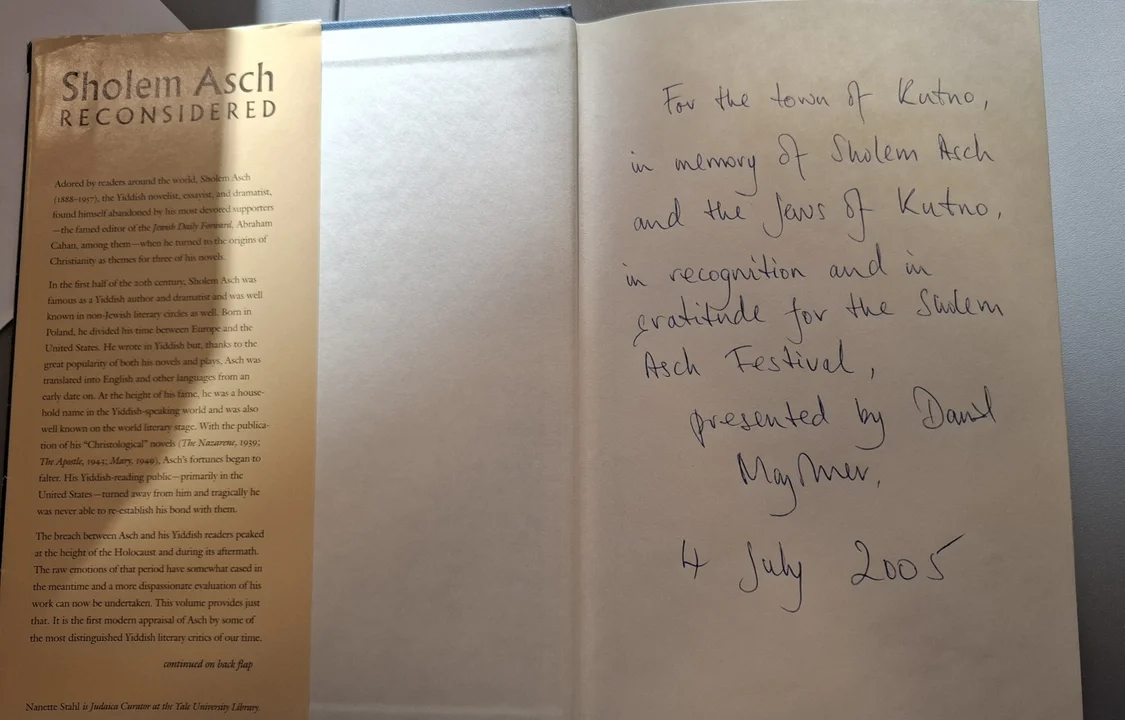 Sholem Asch
RECONSIDERED
Adored by readers around the world, Sholem Asch
(1888–1957), the Yiddish novelist, essayist, and dramatist,
found himself abandoned by his most devoted supporters
—the famed editor of the Jewish Daily Forward, Abraham
Cahan, among them—when he turned to the origins of
Christianity as themes for three of his novels.
In the first half of the 20th century, Sholem Asch was
famous as a Yiddish author and dramatist and was well
known in non-Jewish literary circles as well. Born in
Poland, he divided his time between Europe and the
United States. He wrote in Yiddish but, thanks to the
great popularity of both his novels and plays, Asch was
translated into English and other languages from an
early date on. At the height of his fame, he was a house-
hold name in the Yiddish-speaking world and was also
well known on the world literary stage. With the publica-
tion of his “Christological” novels (The Nazarene, 1939;
The Apostle, 1943; Mary, 1949), Asch's fortunes began to
falter. His Yiddish-reading public—primarily in the
United States—turned away from him and tragically he
was never able to re-establish his bond with them.
The breach between Asch and his Yiddish readers peaked
at the height of the Holocaust and during its aftermath.
The raw emotions of that period have somewhat eased in
the meantime and a more dispassionate evaluation of his
work can now be undertaken. This volume provides just
that. It is the first modern appraisal of Asch by some of
the most distinguished Yiddish literary critics of our time.
continued on back flap
Nanette Stahl is Judaica Curator at the Yale University Library.
For the town of Kutno,
in memory of Sholem Asch
and the Jews of Kutno,
in recognition and in
gratitude for the Sholem
Asch Festival,
presented by David
4 July 2005